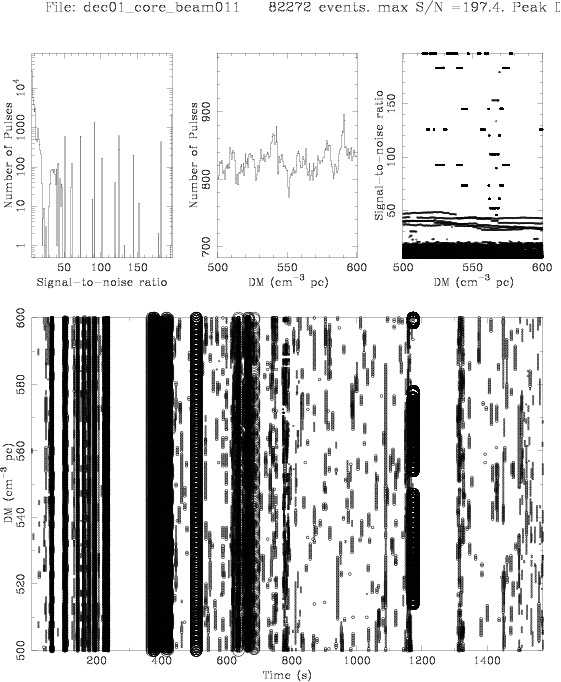 File: dec01_core_beam011 82272 events. max S/N =197.4. Peak D
Number of Pulses
10⁴
1000
100
10
1
50 100 150
Signal-to-noise ratio
Number of Pulses
900
800
700
500 550 600
DM (cm⁻³ pc)
Signal-to-noise ratio
150
100
50
500 550 600
DM (cm⁻³ pc)
DM (cm⁻³ pc)
600
580
560
540
520
500
200 400 600 800 1000 1200 1400
Time (s)